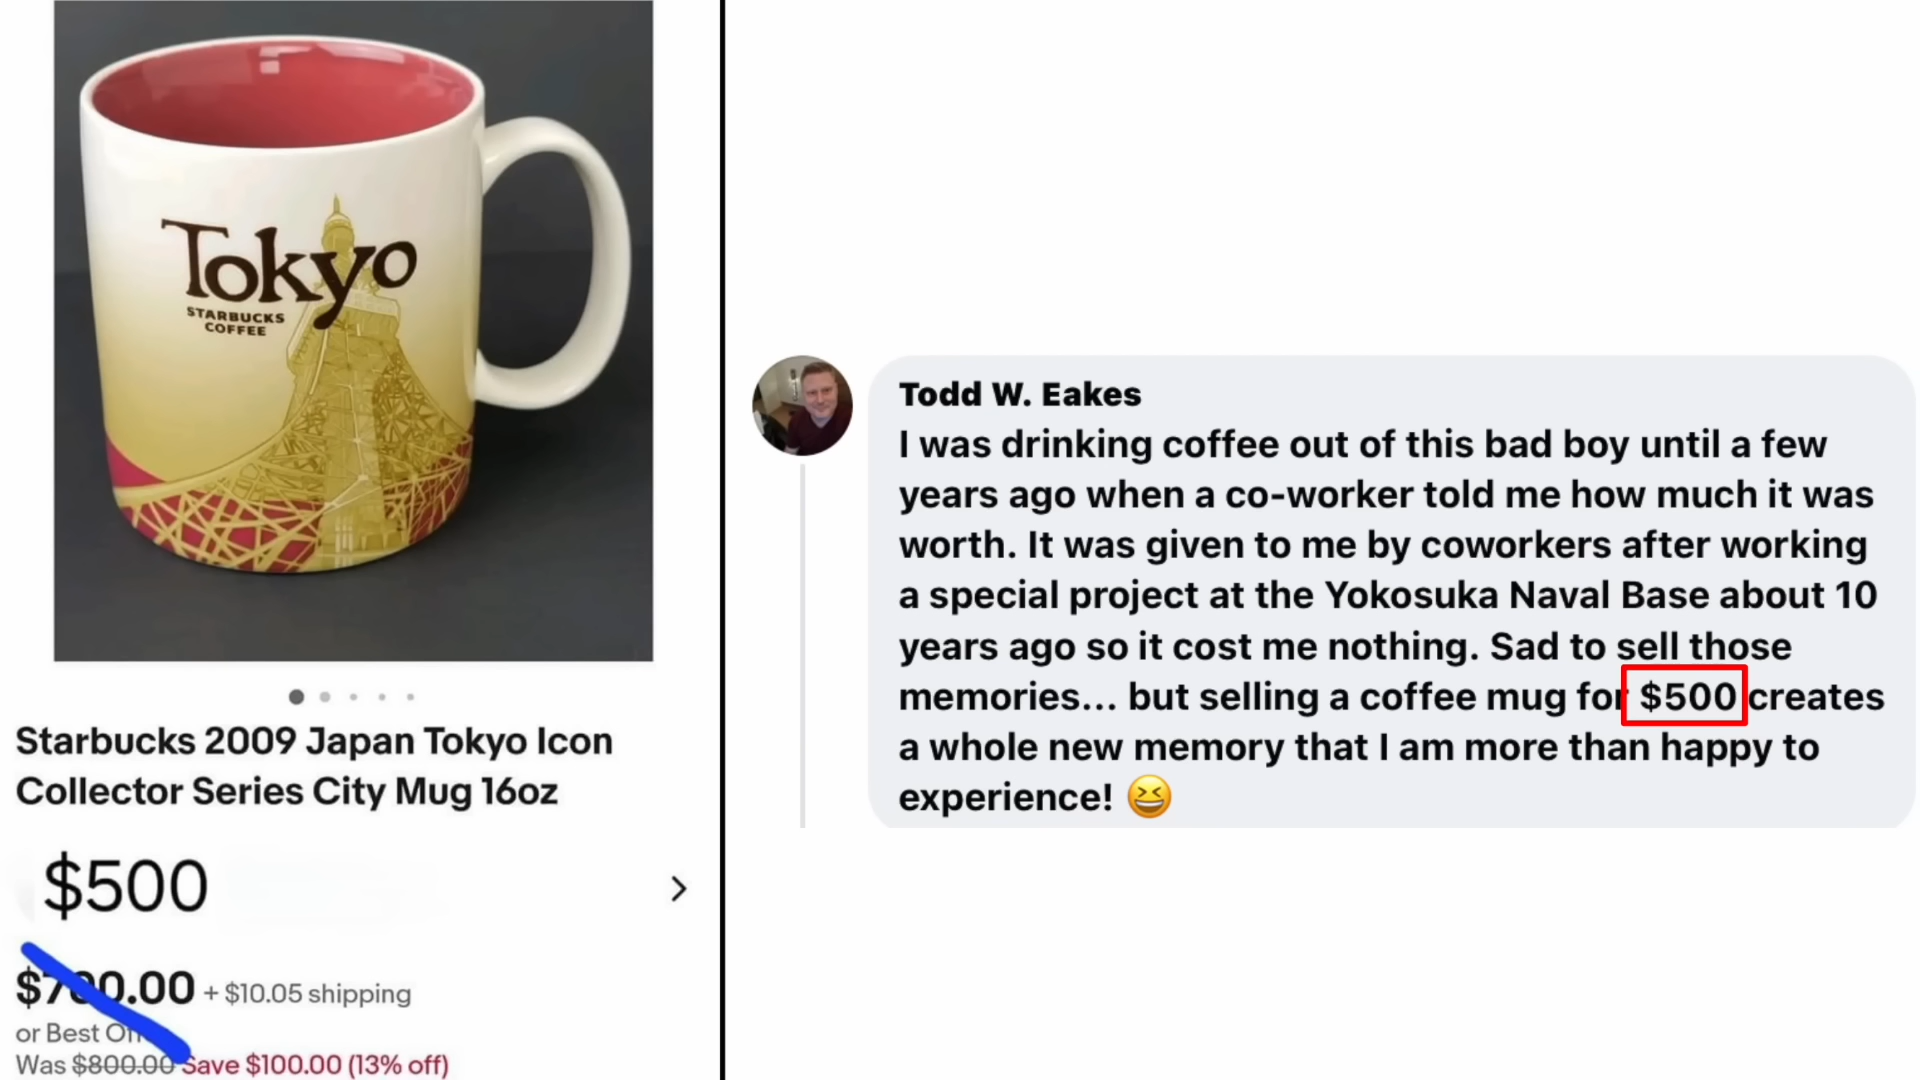 Tokyo
STARBUCKS
COFFEE
Starbucks 2009 Japan Tokyo Icon
Collector Series City Mug 16oz
$500
$700.00 + $10.05 shipping
or Best
Was $800.00 Save $100.00 (13% off)
Todd W. Eakes
I was drinking coffee out of this bad boy until a few
years ago when a co-worker told me how much it was
worth. It was given to me by coworkers after working
a special project at the Yokosuka Naval Base about 10
years ago so it cost me nothing. Sad to sell those
memories... but selling a coffee mug for $500 creates
a whole new memory that I am more than happy to
experience! 😆